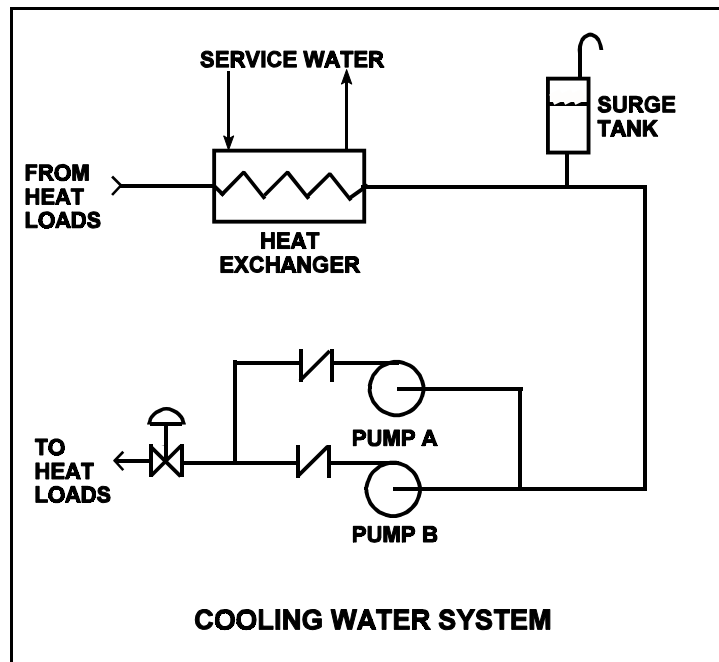 SERVICE WATER
SURGE
TANK
FROM
HEAT
LOADS
HEAT
EXCHANGER
PUMP A
TO
HEAT
LOADS
PUMP B
COOLING WATER SYSTEM